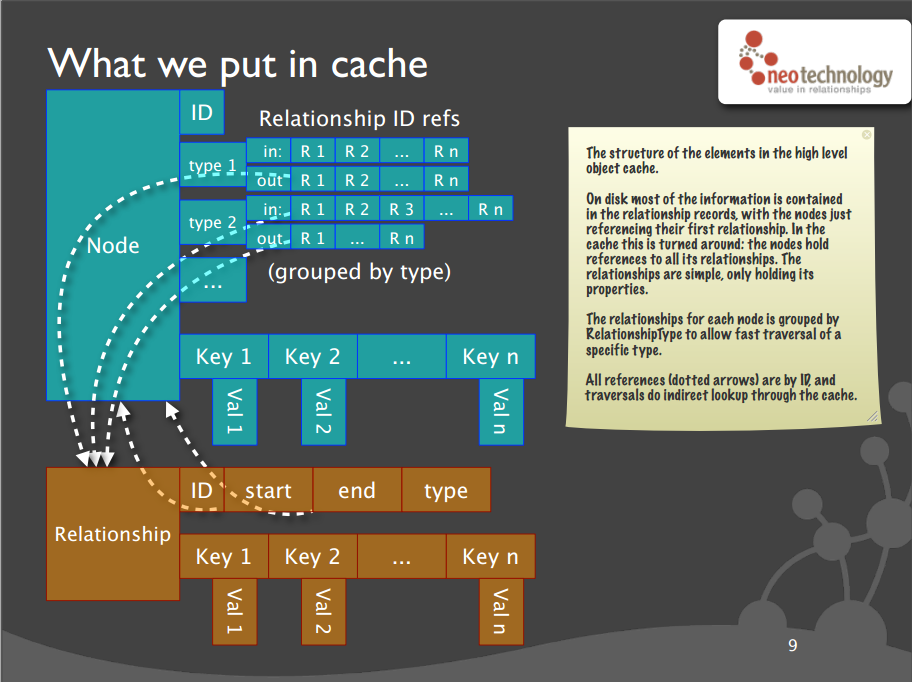 What we put in cache
neotechnology
value in relationships
ID
Relationship ID refs
type 1
in: R 1 R 2 ... R n
out R 1 R 2 ... R n
type 2
in: R 1 R 2 R 3 ... R n
out R 1 ... R n
Node
...
(grouped by type)
Key 1 Key 2 ... Key n
Val 1 Val 2 Val n
Relationship
ID start end type
Key 1 Key 2 ... Key n
Val 1 Val 2 Val n
The structure of the elements in the high level
object cache.
On disk most of the information is contained
in the relationship records, with the nodes just
referencing their first relationship. In the
cache this is turned around: the nodes hold
references to all its relationships. The
relationships are simple, only holding its
properties.
The relationships for each node is grouped by
RelationshipType to allow fast traversal of a
specific type.
All references (dotted arrows) are by ID, and
traversals do indirect lookup through the cache.
9